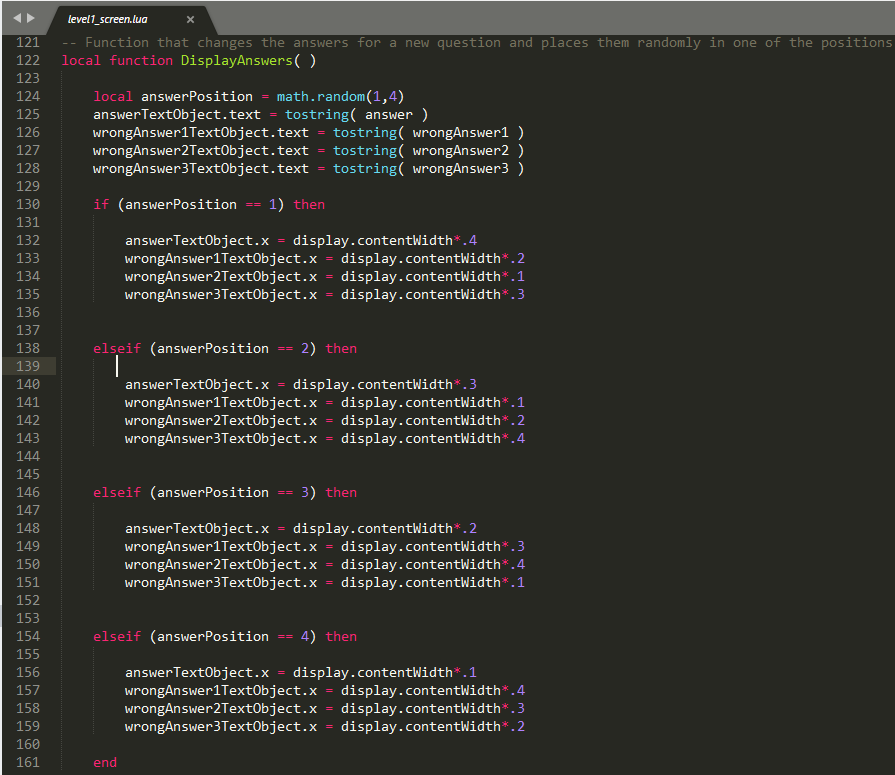 level1_screen.lua ×
121 -- Function that changes the answers for a new question and places them randomly in one of the positions
122 local function DisplayAnswers( )
123
124 local answerPosition = math.random(1,4)
125 answerTextObject.text = tostring( answer )
126 wrongAnswer1TextObject.text = tostring( wrongAnswer1 )
127 wrongAnswer2TextObject.text = tostring( wrongAnswer2 )
128 wrongAnswer3TextObject.text = tostring( wrongAnswer3 )
129
130 if (answerPosition == 1) then
131
132 answerTextObject.x = display.contentWidth*.4
133 wrongAnswer1TextObject.x = display.contentWidth*.2
134 wrongAnswer2TextObject.x = display.contentWidth*.1
135 wrongAnswer3TextObject.x = display.contentWidth*.3
136
137
138 elseif (answerPosition == 2) then
139
140 answerTextObject.x = display.contentWidth*.3
141 wrongAnswer1TextObject.x = display.contentWidth*.1
142 wrongAnswer2TextObject.x = display.contentWidth*.2
143 wrongAnswer3TextObject.x = display.contentWidth*.4
144
145
146 elseif (answerPosition == 3) then
147
148 answerTextObject.x = display.contentWidth*.2
149 wrongAnswer1TextObject.x = display.contentWidth*.3
150 wrongAnswer2TextObject.x = display.contentWidth*.4
151 wrongAnswer3TextObject.x = display.contentWidth*.1
152
153
154 elseif (answerPosition == 4) then
155
156 answerTextObject.x = display.contentWidth*.1
157 wrongAnswer1TextObject.x = display.contentWidth*.4
158 wrongAnswer2TextObject.x = display.contentWidth*.3
159 wrongAnswer3TextObject.x = display.contentWidth*.2
160
161 end